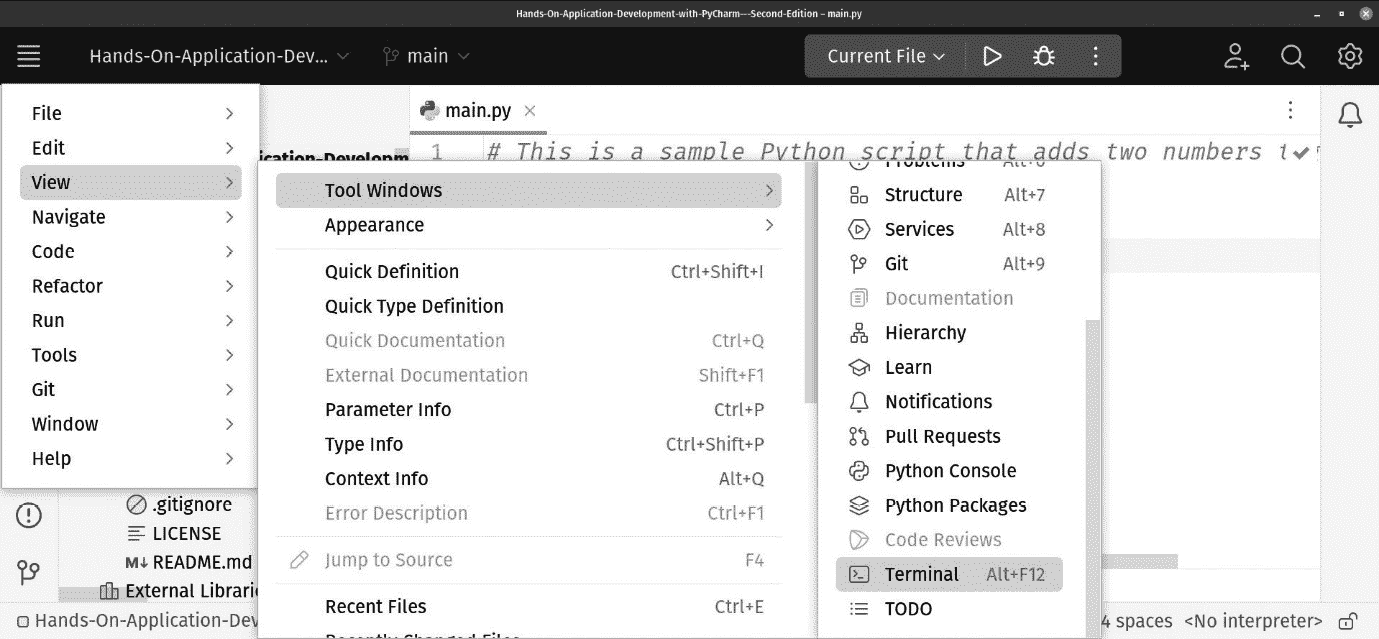 Hands-On-Application-Development-with-PyCharm---Second-Edition – main.py
Hands-On-Application-Dev... main Current File
File
Edit
View
Navigate
Code
Refactor
Run
Tools
Git
Window
Help
main.py
1 # This is a sample Python script that adds two numbers
ication-Developm
Tool Windows
Appearance
Quick Definition Ctrl+Shift+I
Quick Type Definition
Quick Documentation Ctrl+Q
External Documentation Shift+F1
Parameter Info Ctrl+P
Type Info Ctrl+Shift+P
Context Info Alt+Q
Error Description Ctrl+F1
Jump to Source F4
Recent Files Ctrl+E
Recently Changed Files
Problems Alt+6
Structure Alt+7
Services Alt+8
Git Alt+9
Documentation
Hierarchy
Learn
Notifications
Pull Requests
Python Console
Python Packages
Code Reviews
Terminal Alt+F12
TODO
.gitignore
LICENSE
M↓ README.md
External Librari
Hands-On-Application-Dev
4 spaces <No interpreter>